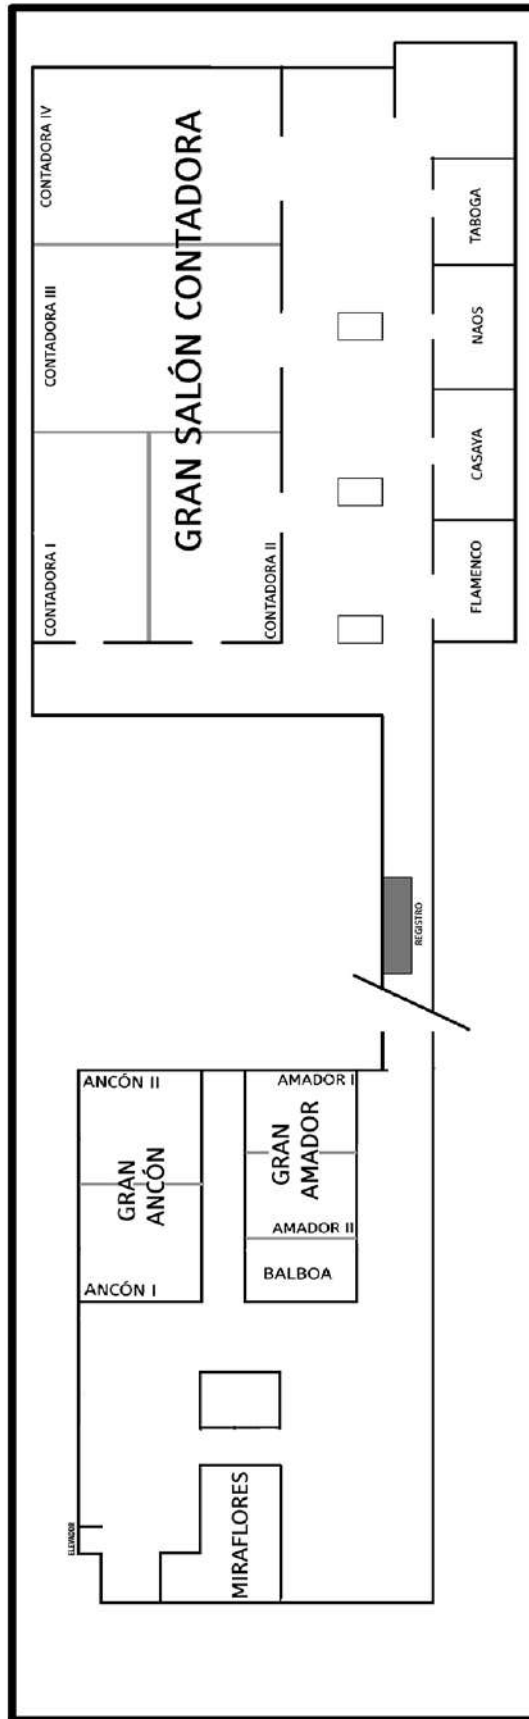 CONTADORA IV
CONTADORA III
CONTADORA I
CONTADORA II
GRAN SALÓN CONTADORA
TABOGA
NAOS
CASAYA
FLAMENCO
REGISTRO
ANCÓN II
GRAN
ANCÓN
ANCÓN I
AMADOR I
GRAN
AMADOR
AMADOR II
BALBOA
ELEVADOR
MIRAFLORES